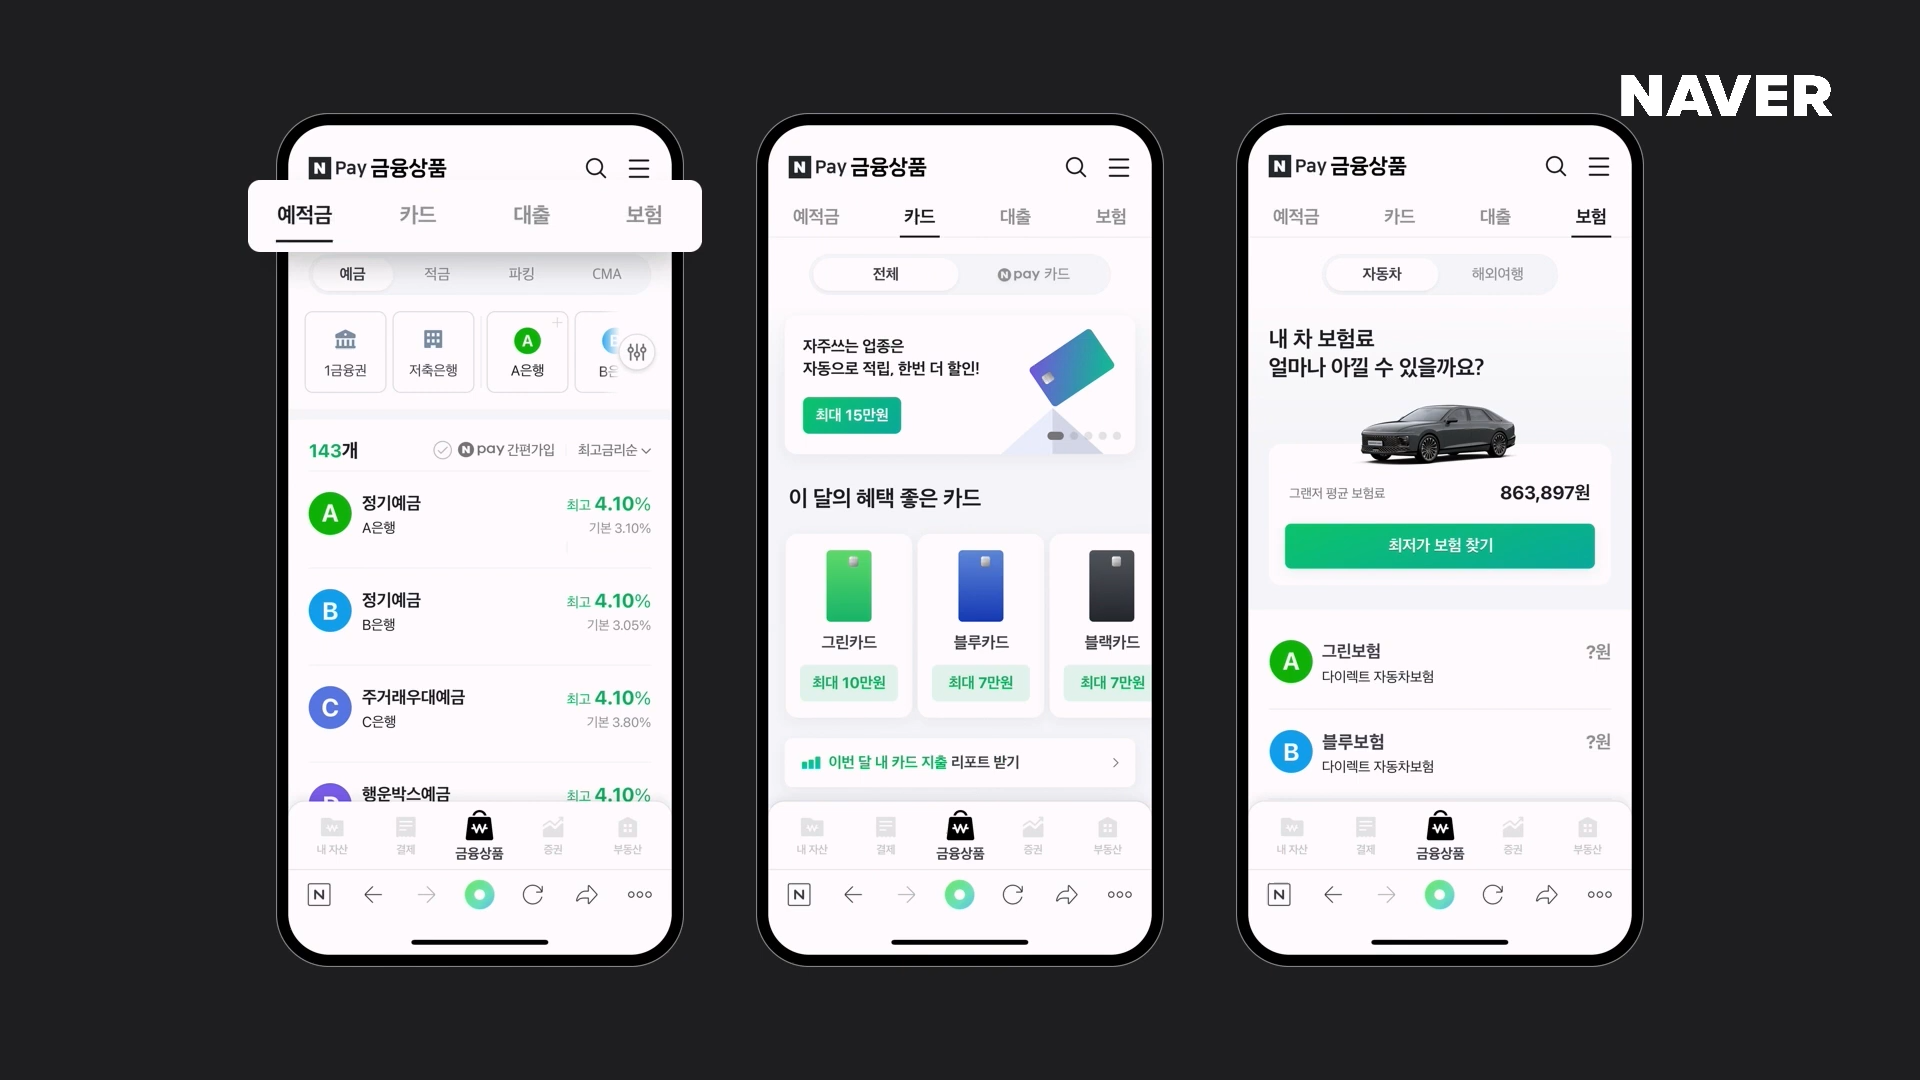 NAVER
N Pay 금융상품
예적금 카드 대출 보험
예금 적금 파킹 CMA
1금융권 저축은행 A A은행
143개 N pay 간편가입 최고금리순
A 정기예금 최고 4.10%
A은행 기본 3.10%
B 정기예금 최고 4.10%
B은행 기본 3.05%
C 주거래우대예금 최고 4.10%
C은행 기본 3.80%
행운박스예금 최고 4.10%
내 자산 결제 금융상품 증권 부동산
N
N Pay 금융상품
예적금 카드 대출 보험
전체 N pay 카드
자주쓰는 업종은
자동으로 적립, 한번 더 할인!
최대 15만원
이 달의 혜택 좋은 카드
그린카드 블루카드 블랙카드
최대 10만원 최대 7만원 최대 7만원
이번 달 내 카드 지출 리포트 받기
내 자산 결제 금융상품 증권 부동산
N
N Pay 금융상품
예적금 카드 대출 보험
자동차 해외여행
내 차 보험료
얼마나 아낄 수 있을까요?
그랜저 평균 보험료 863,897원
최저가 보험 찾기
A 그린보험 ?원
다이렉트 자동차보험
B 블루보험 ?원
다이렉트 자동차보험
내 자산 결제 금융상품 증권 부동산
N